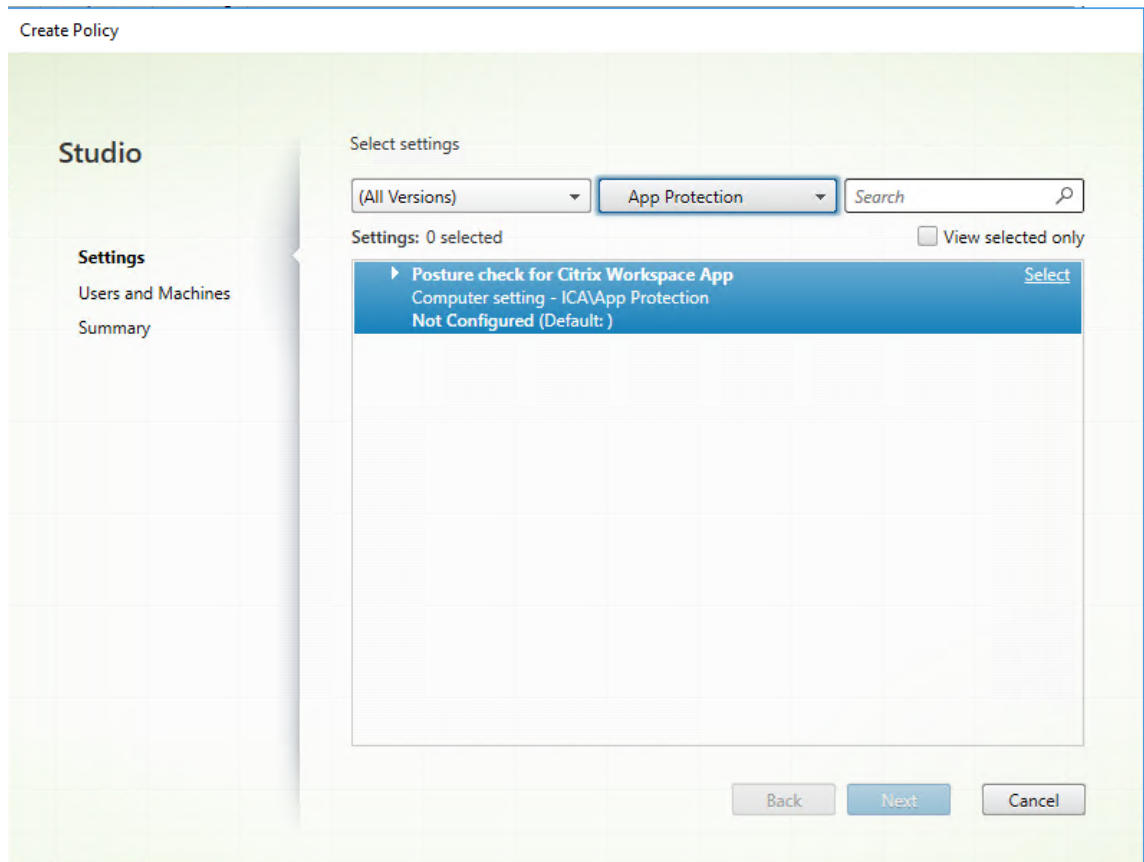 Create Policy
Studio
Settings
Users and Machines
Summary
Select settings
(All Versions)
App Protection
Search
Settings: 0 selected
View selected only
Posture check for Citrix Workspace App
Select
Computer setting - ICA\App Protection
Not Configured (Default: )
Back
Next
Cancel